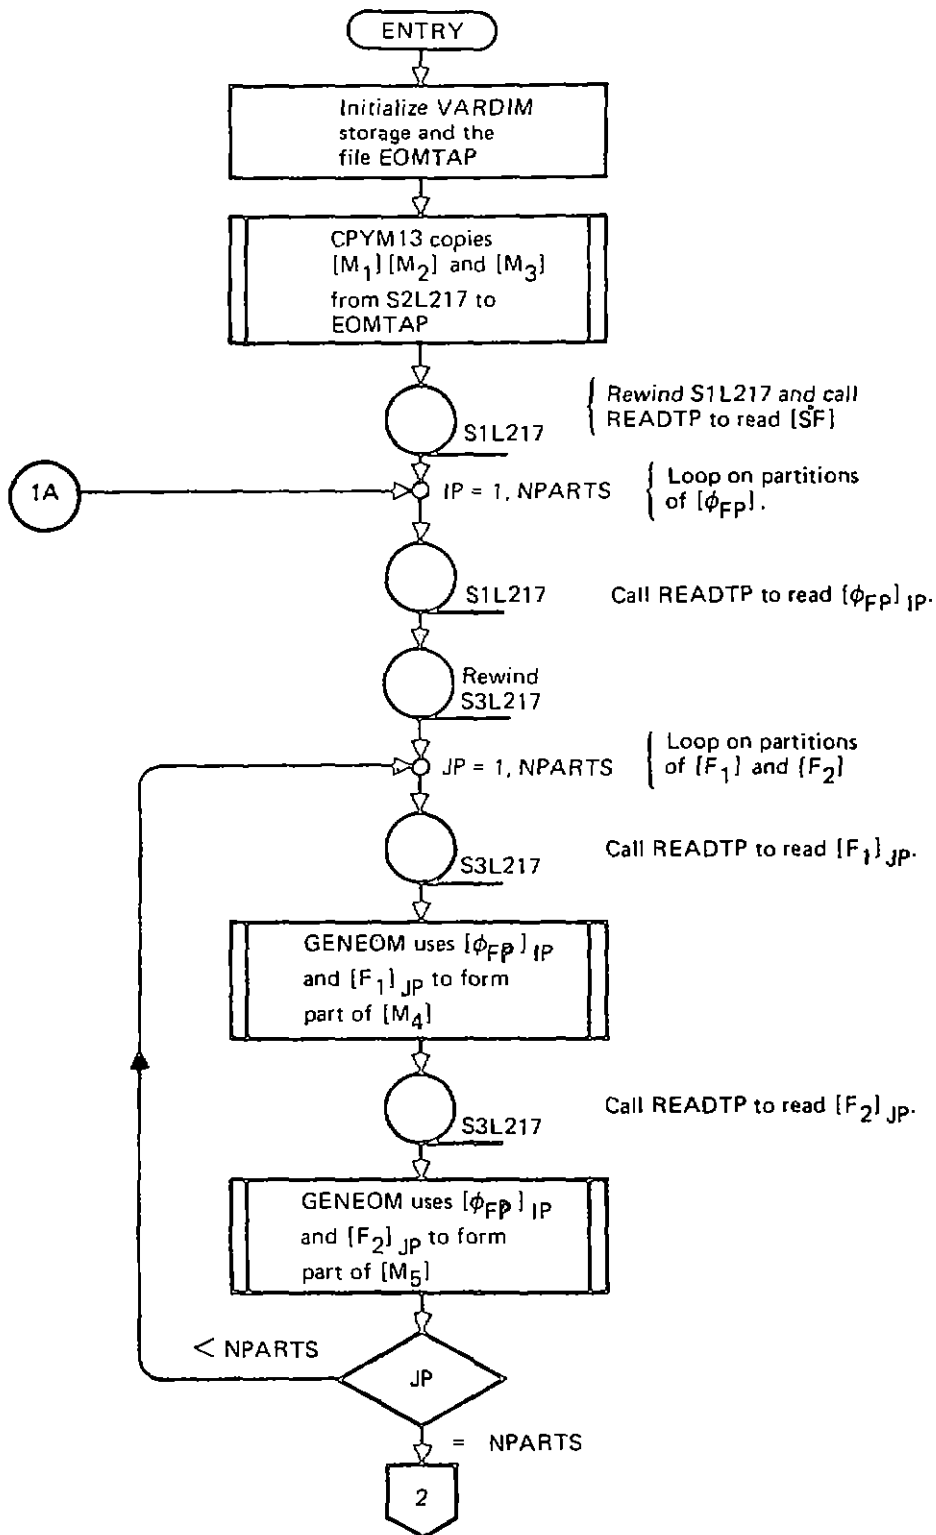 ENTRY
Initialize VARDIM
storage and the
file EOMTAP
CPYM13 copies
[M1] [M2] and [M3]
from S2L217 to
EOMTAP
S1L217
{ Rewind S1L217 and call
READTP to read [SF]
1A
IP = 1, NPARTS
{ Loop on partitions
of [ϕFP].
S1L217
Call READTP to read [ϕFP] IP.
Rewind
S3L217
JP = 1, NPARTS
{ Loop on partitions
of [F1] and [F2]
S3L217
Call READTP to read [F1] JP.
GENEOM uses [ϕFP] IP
and [F1] JP to form
part of [M4]
S3L217
Call READTP to read [F2] JP.
GENEOM uses [ϕFP] IP
and [F2] JP to form
part of [M5]
< NPARTS
JP
= NPARTS
2